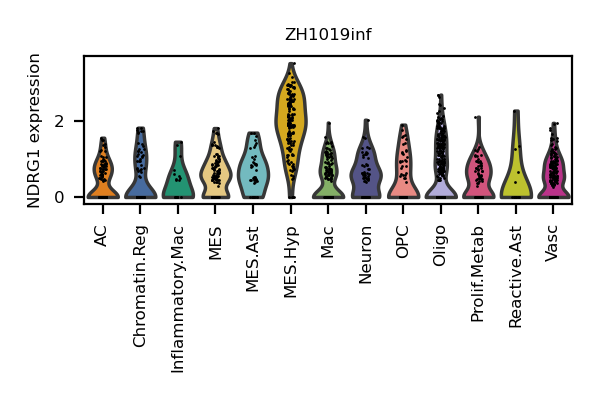 ZH1019inf
NDRG1 expression
2
0
AC
Chromatin.Reg
Inflammatory.Mac
MES
MES.Ast
MES.Hyp
Mac
Neuron
OPC
Oligo
Prolif.Metab
Reactive.Ast
Vasc